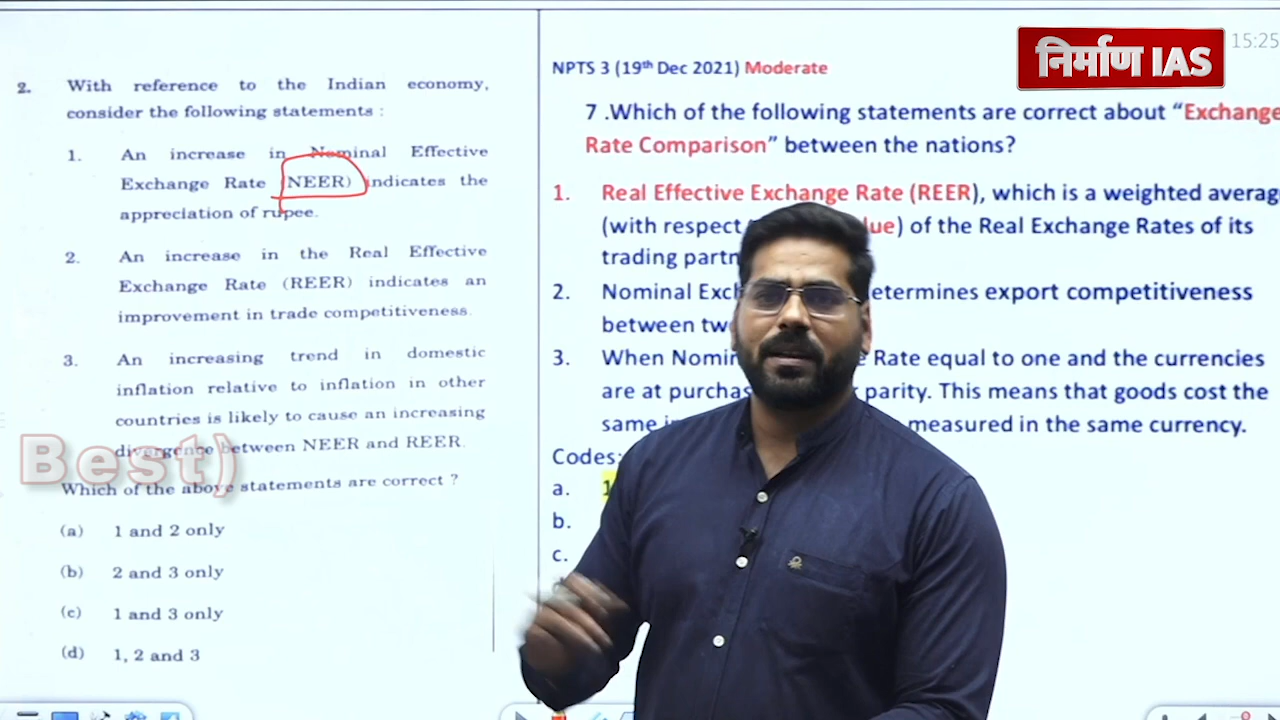 निर्माण IAS
15:25
2. With reference to the Indian economy,
consider the following statements :
1. An increase in Nominal Effective
Exchange Rate (NEER) indicates the
appreciation of rupee.
2. An increase in the Real Effective
Exchange Rate (REER) indicates an
improvement in trade competitiveness.
3. An increasing trend in domestic
inflation relative to inflation in other
countries is likely to cause an increasing
divergence between NEER and REER.
Best)
Which of the above statements are correct ?
(a) 1 and 2 only
(b) 2 and 3 only
(c) 1 and 3 only
(d) 1, 2 and 3
NPTS 3 (19th Dec 2021) Moderate
7 .Which of the following statements are correct about “Exchange
Rate Comparison” between the nations?
1. Real Effective Exchange Rate (REER), which is a weighted average
(with respect lue) of the Real Exchange Rates of its
trading
2. Nominal etermines export competitiveness
between
3. When Rate equal to one and the currencies
are at parity. This means that goods cost the
same measured in the same currency.
Codes:
a. 1
b.
c.